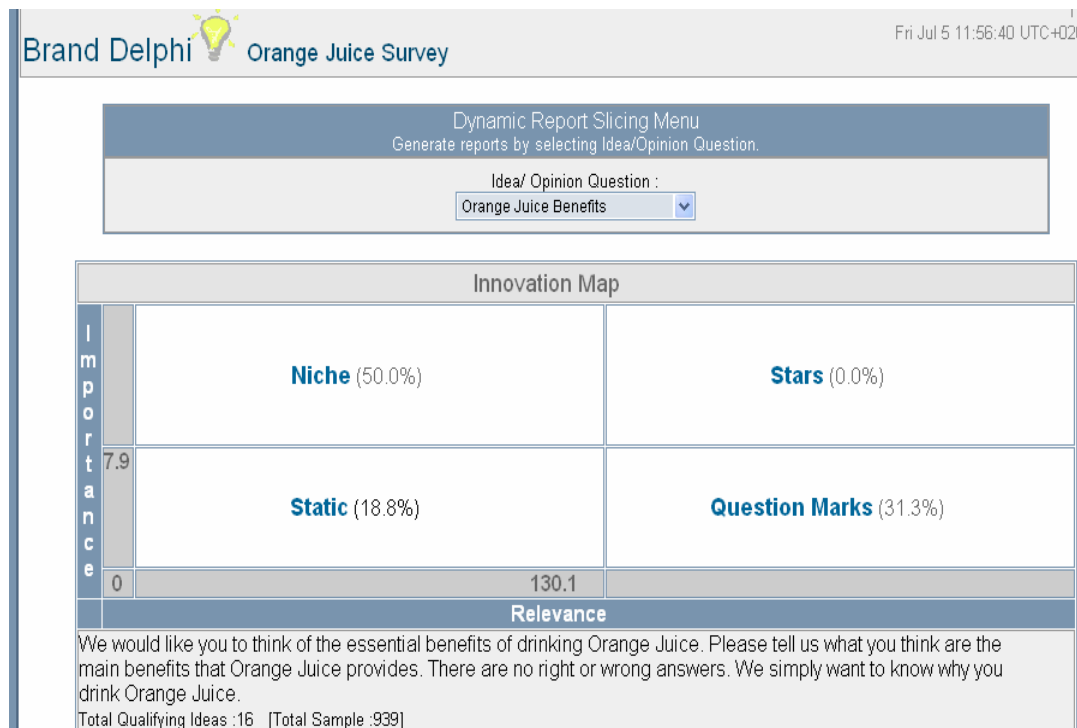 Fri Jul 5 11:56:40 UTC+02
Brand Delphi Orange Juice Survey
Dynamic Report Slicing Menu
Generate reports by selecting Idea/Opinion Question.
Idea/ Opinion Question :
Orange Juice Benefits
Innovation Map
Importance
Niche (50.0%)
Stars (0.0%)
7.9
Static (18.8%)
Question Marks (31.3%)
0
130.1
Relevance
We would like you to think of the essential benefits of drinking Orange Juice. Please tell us what you think are the
main benefits that Orange Juice provides. There are no right or wrong answers. We simply want to know why you
drink Orange Juice.
Total Qualifying Ideas :16 [Total Sample :939]